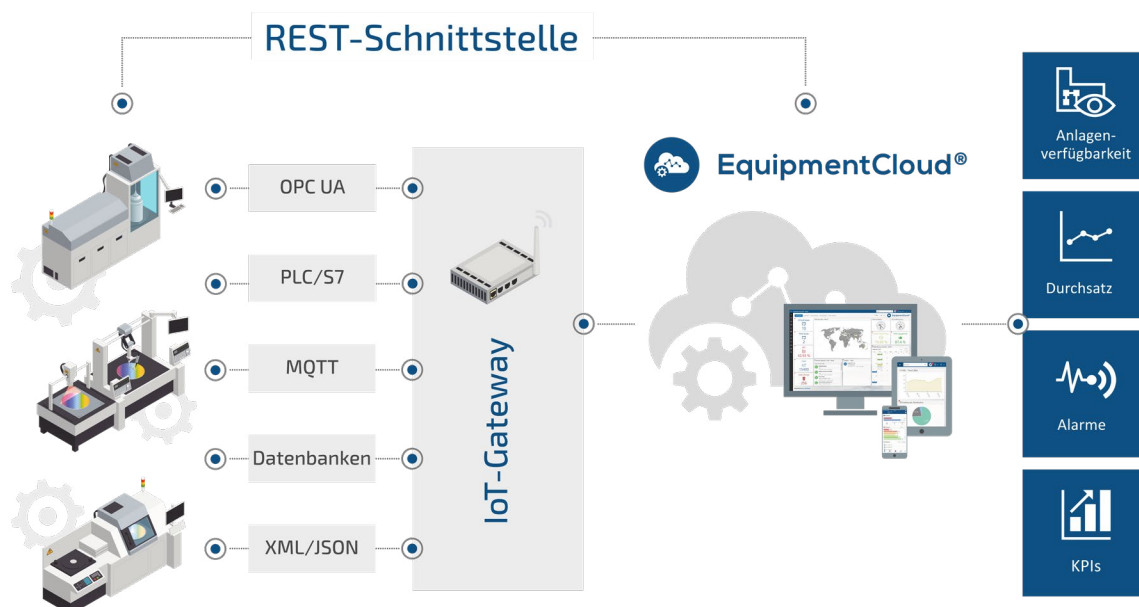 REST-Schnittstelle
OPC UA
PLC/S7
MQTT
Datenbanken
XML/JSON
IoT-Gateway
EquipmentCloud®
Anlagen-
verfügbarkeit
Durchsatz
Alarme
KPIs